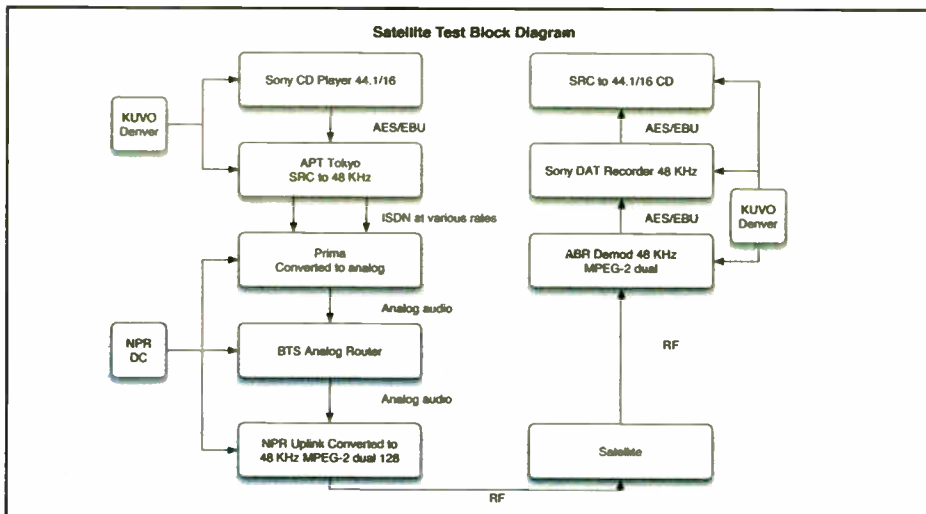 Satellite Test Block Diagram
Sony CD Player 44.1/16
KUVO
Denver
AES/EBU
APT Tokyo
SRC to 48 KHz
ISDN at various rates
Prima
Converted to analog
Analog audio
NPR
DC
BTS Analog Router
Analog audio
NPR Uplink Converted to
48 KHz MPEG-2 dual 128
RF
Satellite
RF
ABR Demod 48 KHz
MPEG-2 dual
KUVO
Denver
AES/EBU
Sony DAT Recorder 48 KHz
AES/EBU
SRC to 44.1/16 CD